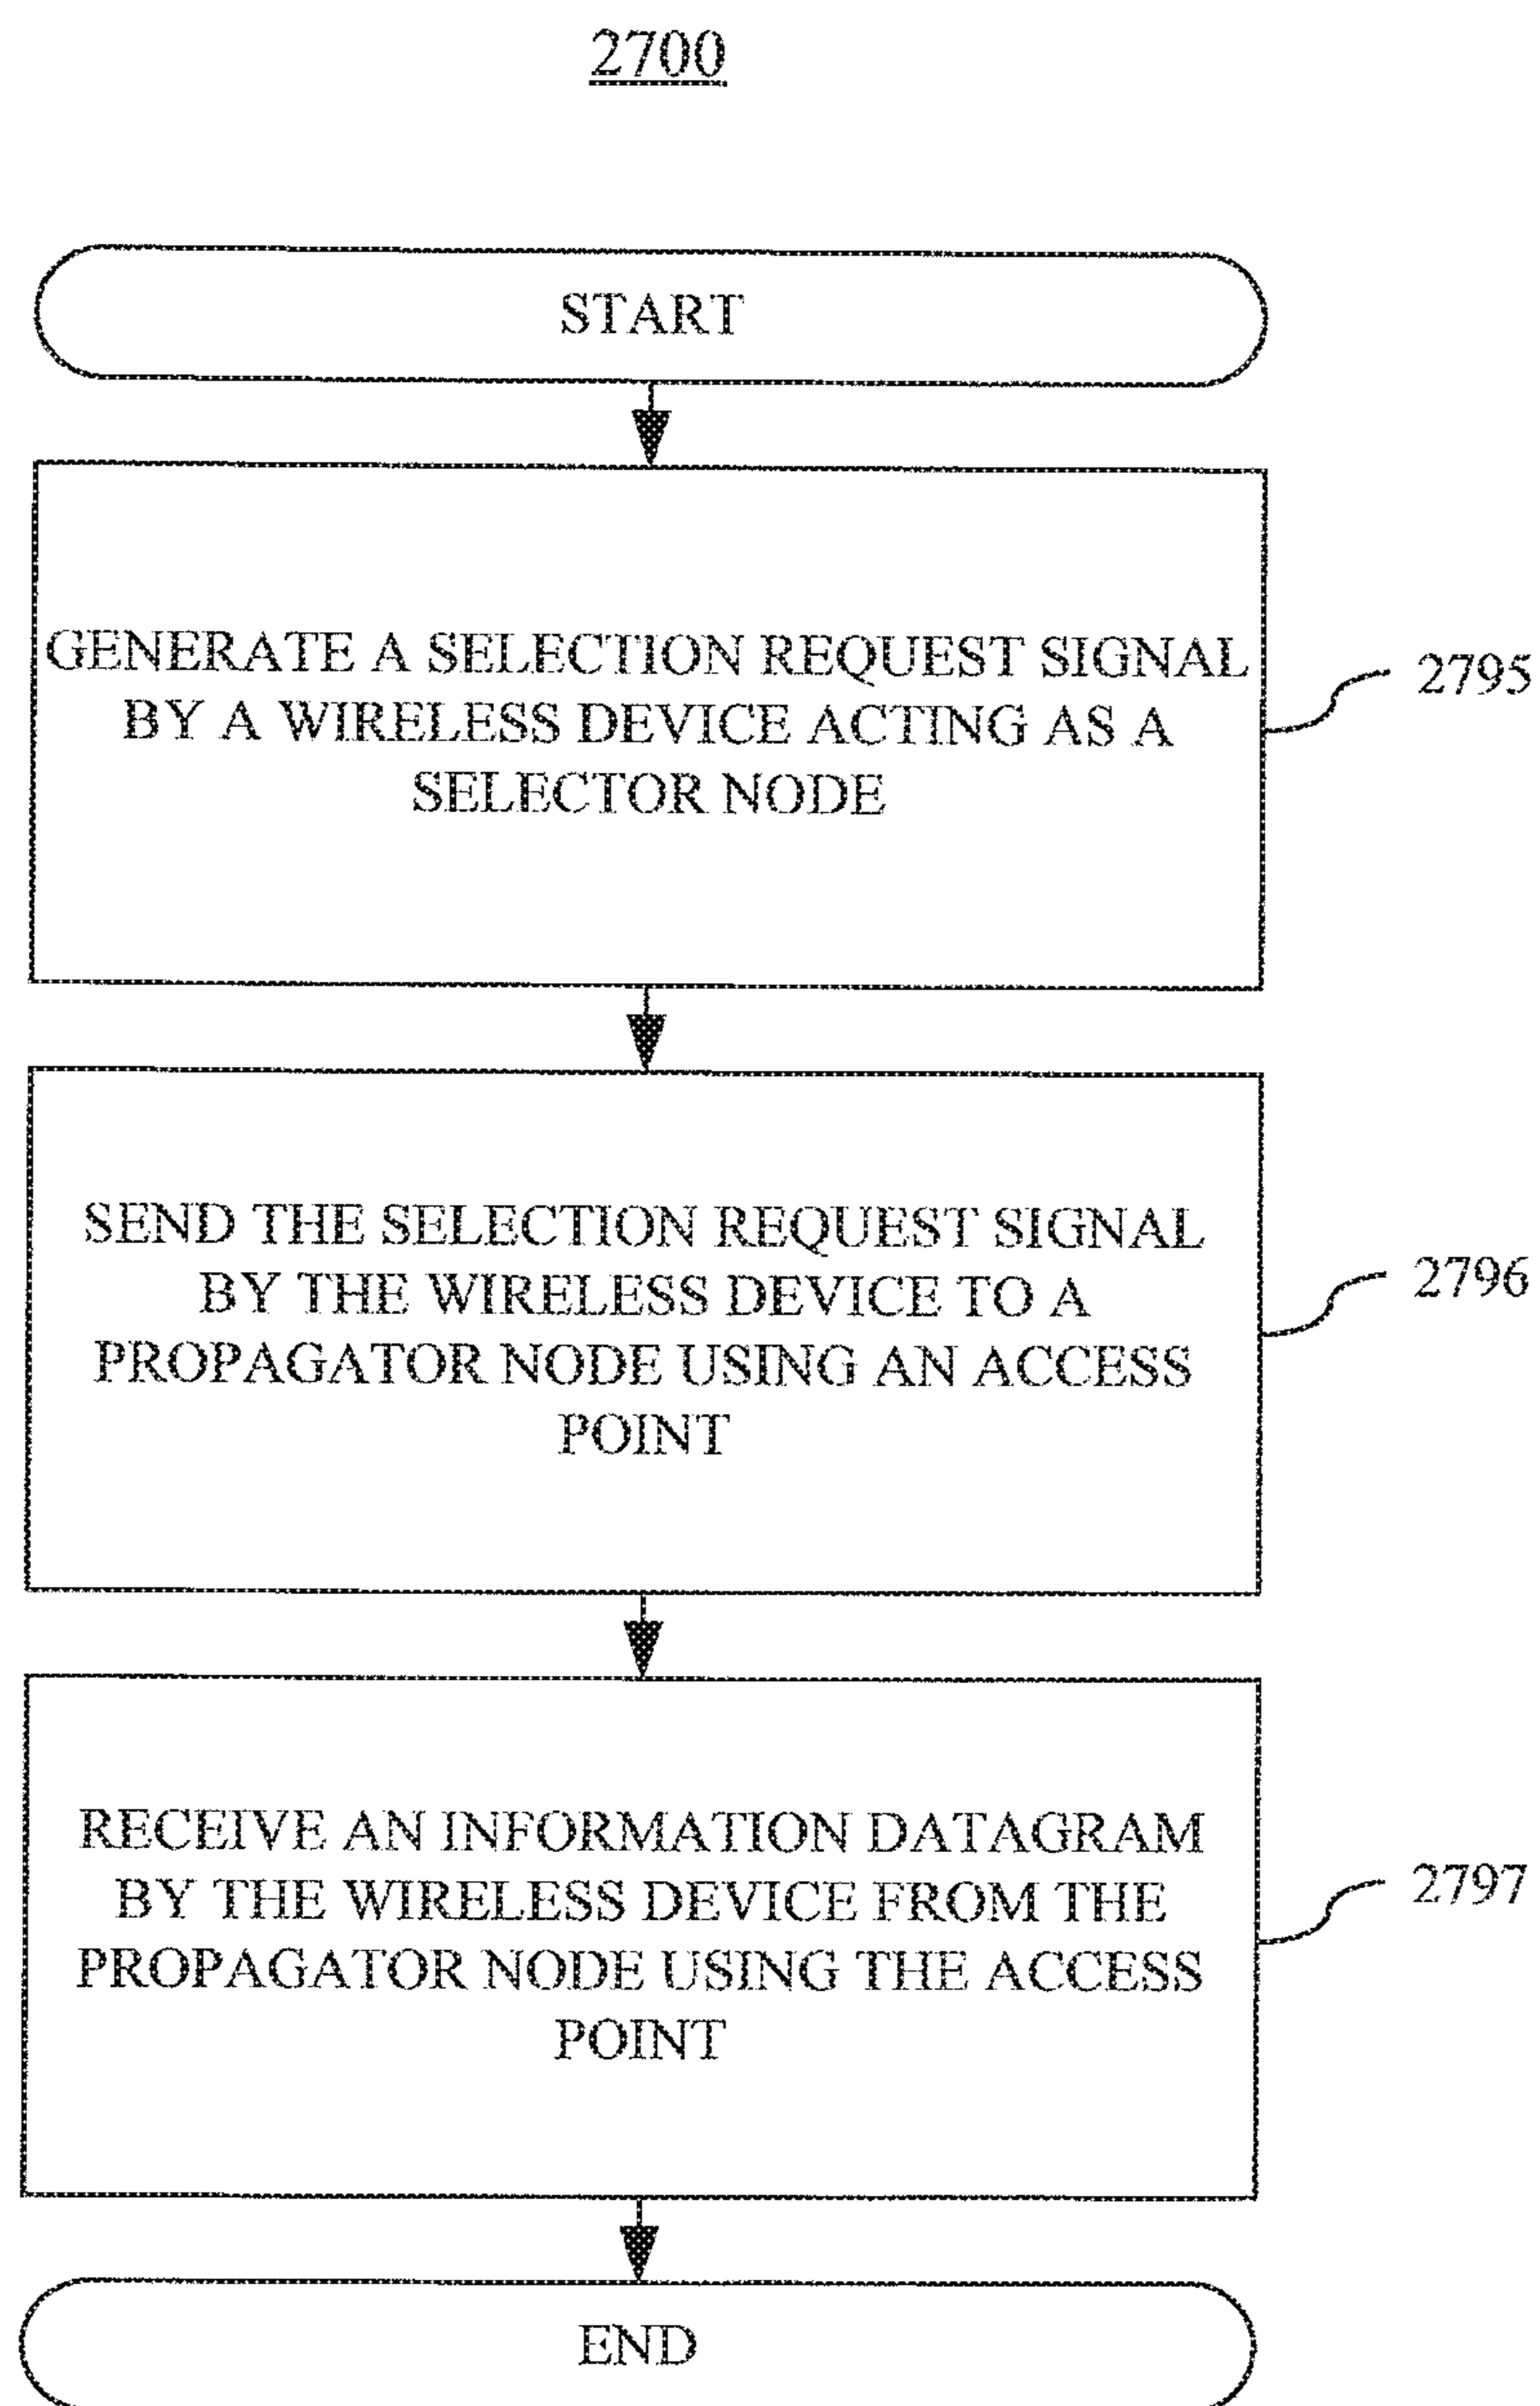 2700
START
GENERATE A SELECTION REQUEST SIGNAL
BY A WIRELESS DEVICE ACTING AS A
SELECTOR NODE
2795
SEND THE SELECTION REQUEST SIGNAL
BY THE WIRELESS DEVICE TO A
PROPAGATOR NODE USING AN ACCESS
POINT
2796
RECEIVE AN INFORMATION DATAGRAM
BY THE WIRELESS DEVICE FROM THE
PROPAGATOR NODE USING THE ACCESS
POINT
2797
END